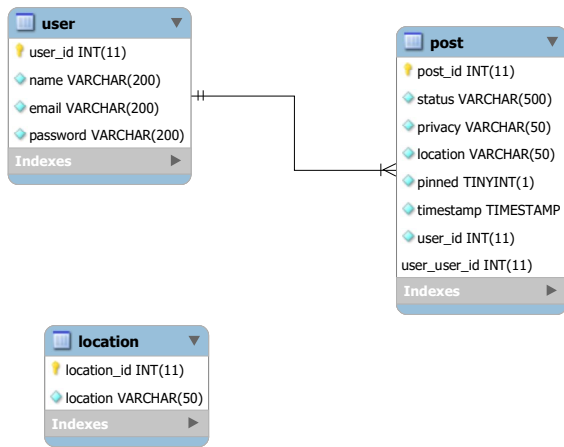 user
user_id INT(11)
name VARCHAR(200)
email VARCHAR(200)
password VARCHAR(200)
Indexes
post
post_id INT(11)
status VARCHAR(500)
privacy VARCHAR(50)
location VARCHAR(50)
pinned TINYINT(1)
timestamp TIMESTAMP
user_id INT(11)
user_user_id INT(11)
Indexes
location
location_id INT(11)
location VARCHAR(50)
Indexes